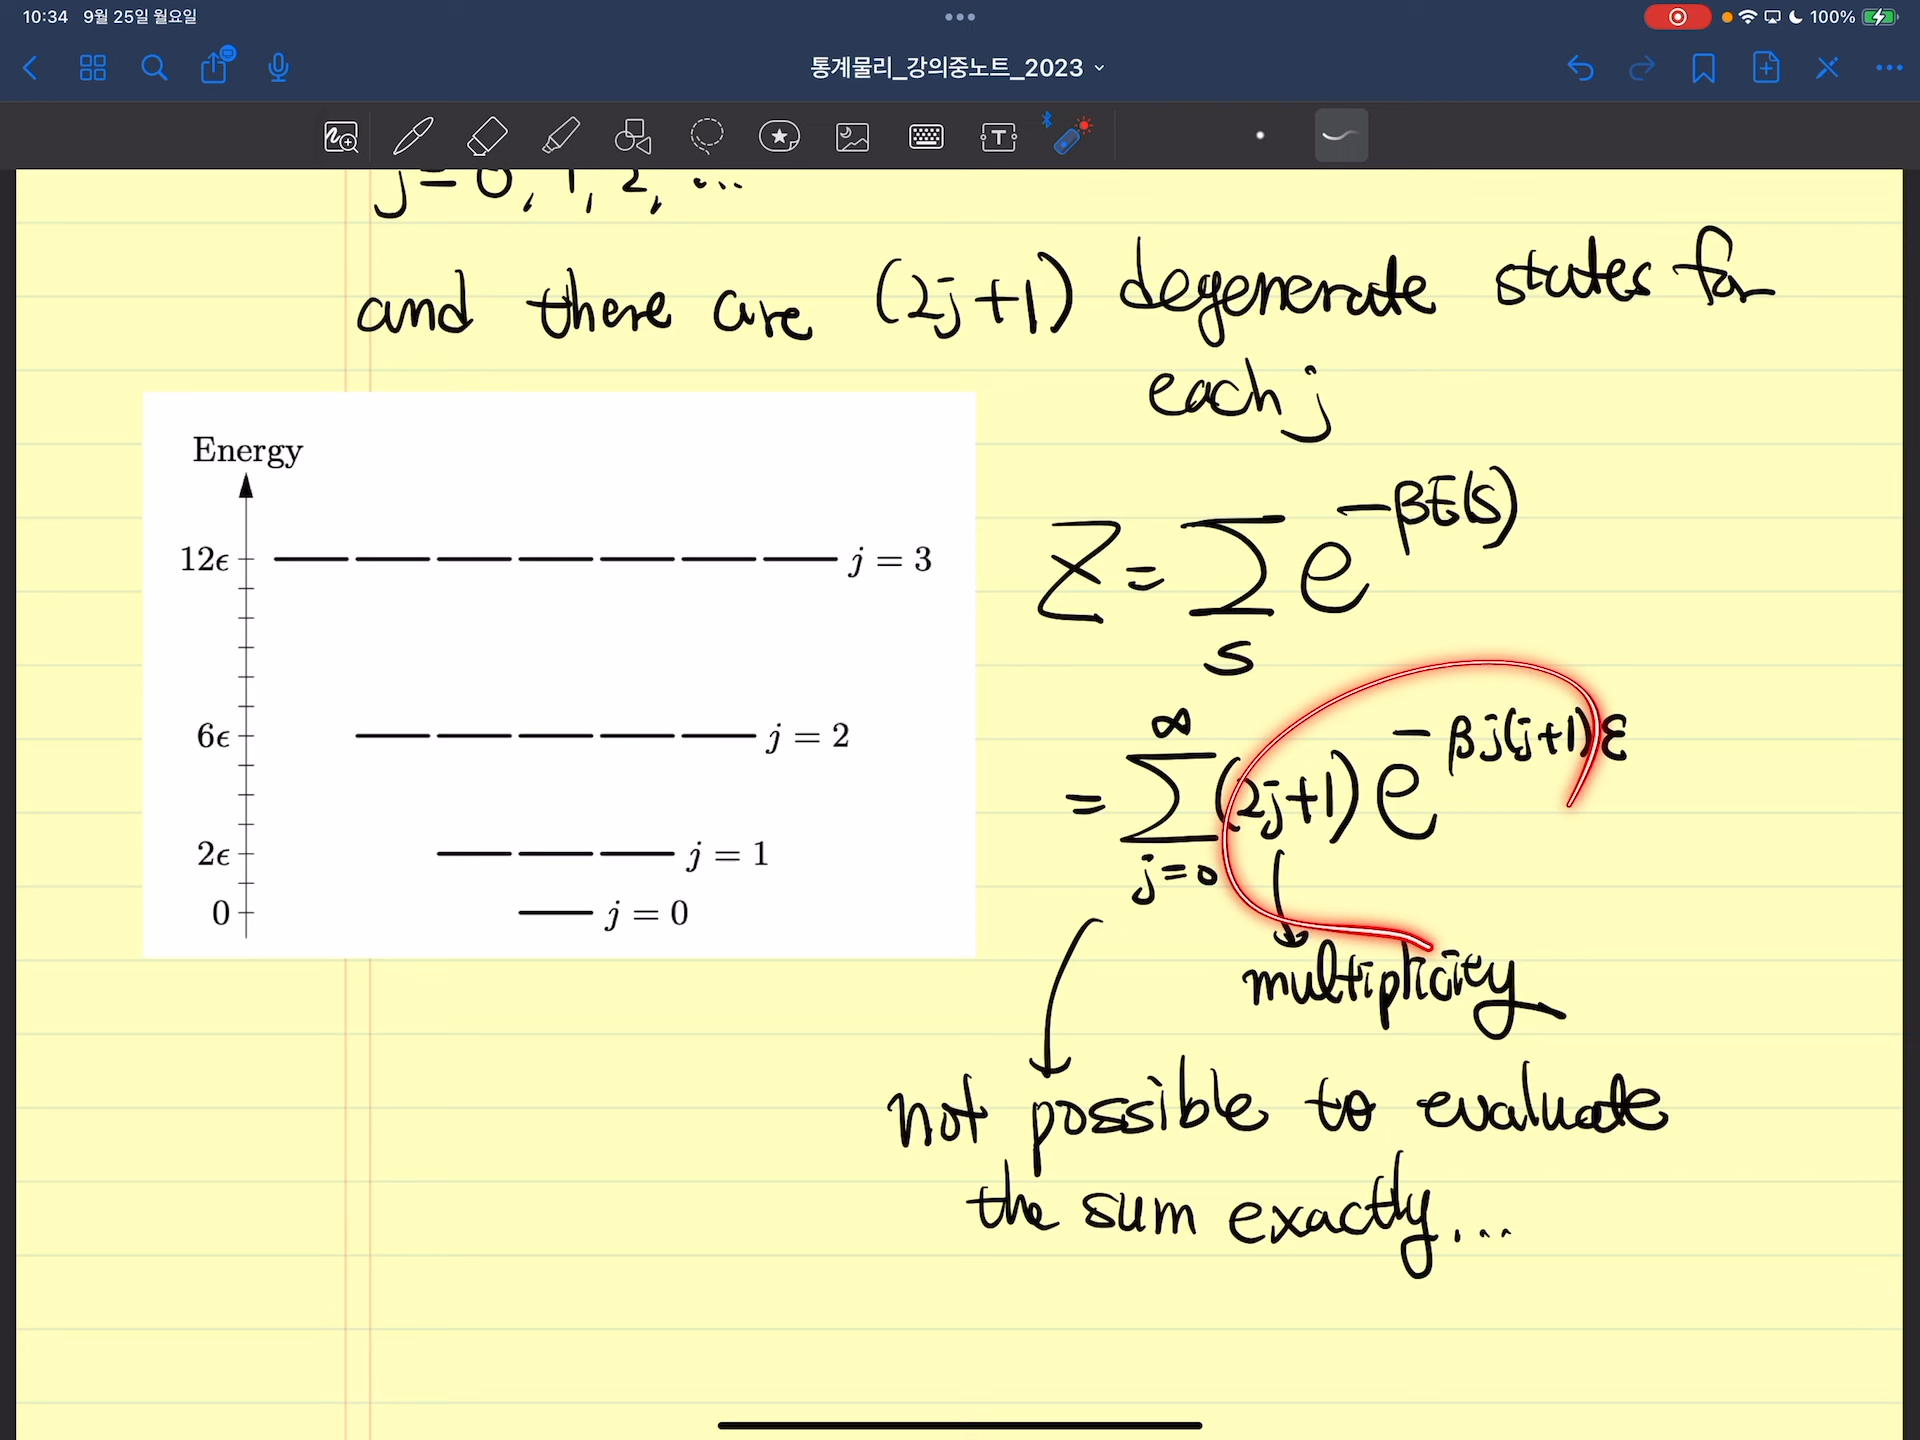 10:34 9월 25일 월요일 100%
통계물리_강의중노트_2023
j = 0, 1, 2, ...
and there are (2j+1) degenerate states for
each j
Energy
12ϵ j = 3
6ϵ j = 2
2ϵ j = 1
0 j = 0
Z = ∑_s e^{-βE(s)}
= ∑_{j=0}^{∞} (2j+1) e^{-βj(j+1)ε}
multiplicity
not possible to evaluate
the sum exactly...